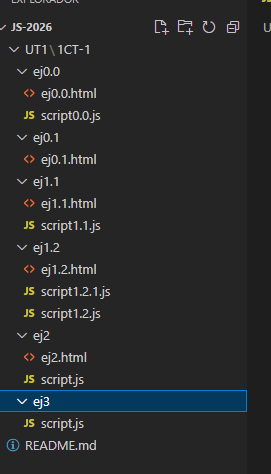 EXPLORADOR
JS-2026
UT1 \ 1CT-1
ej0.0
<> ej0.0.html
JS script0.0.js
ej0.1
<> ej0.1.html
ej1.1
<> ej1.1.html
JS script1.1.js
ej1.2
<> ej1.2.html
JS script1.2.1.js
JS script1.2.js
ej2
<> ej2.html
JS script.js
ej3
JS script.js
README.md